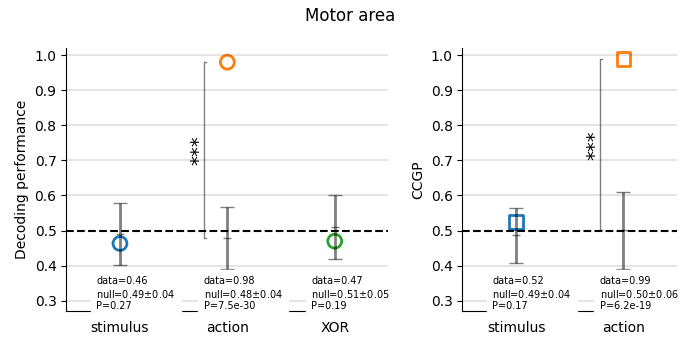 Motor area
Decoding performance
1.0
0.9
0.8
0.7
0.6
0.5
0.4
0.3
***
data=0.46
null=0.49±0.04
P=0.27
data=0.98
null=0.48±0.04
P=7.5e-30
data=0.47
null=0.51±0.05
P=0.19
stimulus
action
XOR
CCGP
1.0
0.9
0.8
0.7
0.6
0.5
0.4
0.3
***
data=0.52
null=0.49±0.04
P=0.17
data=0.99
null=0.50±0.06
P=6.2e-19
stimulus
action